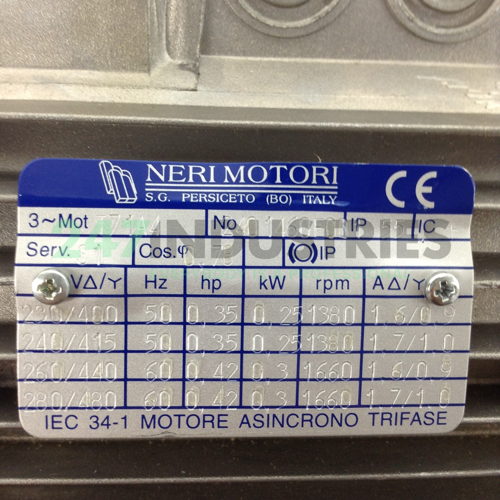 NERI MOTORI
S.G. PERSICETO (BO) ITALY
CE
3~Mot No IP IC
Serv. Cos.φ IP
V∆/Y Hz hp kW rpm A∆/Y
230/400 50 0,35 0,25 1380 1.6/0.9
240/415 50 0,35 0,25 1380 1.7/1.0
260/440 60 0,42 0,3 1660 1.6/0.9
280/480 60 0,42 0,3 1660 1.7/1.0
IEC 34-1 MOTORE ASINCRONO TRIFASE
247 INDUSTRIES